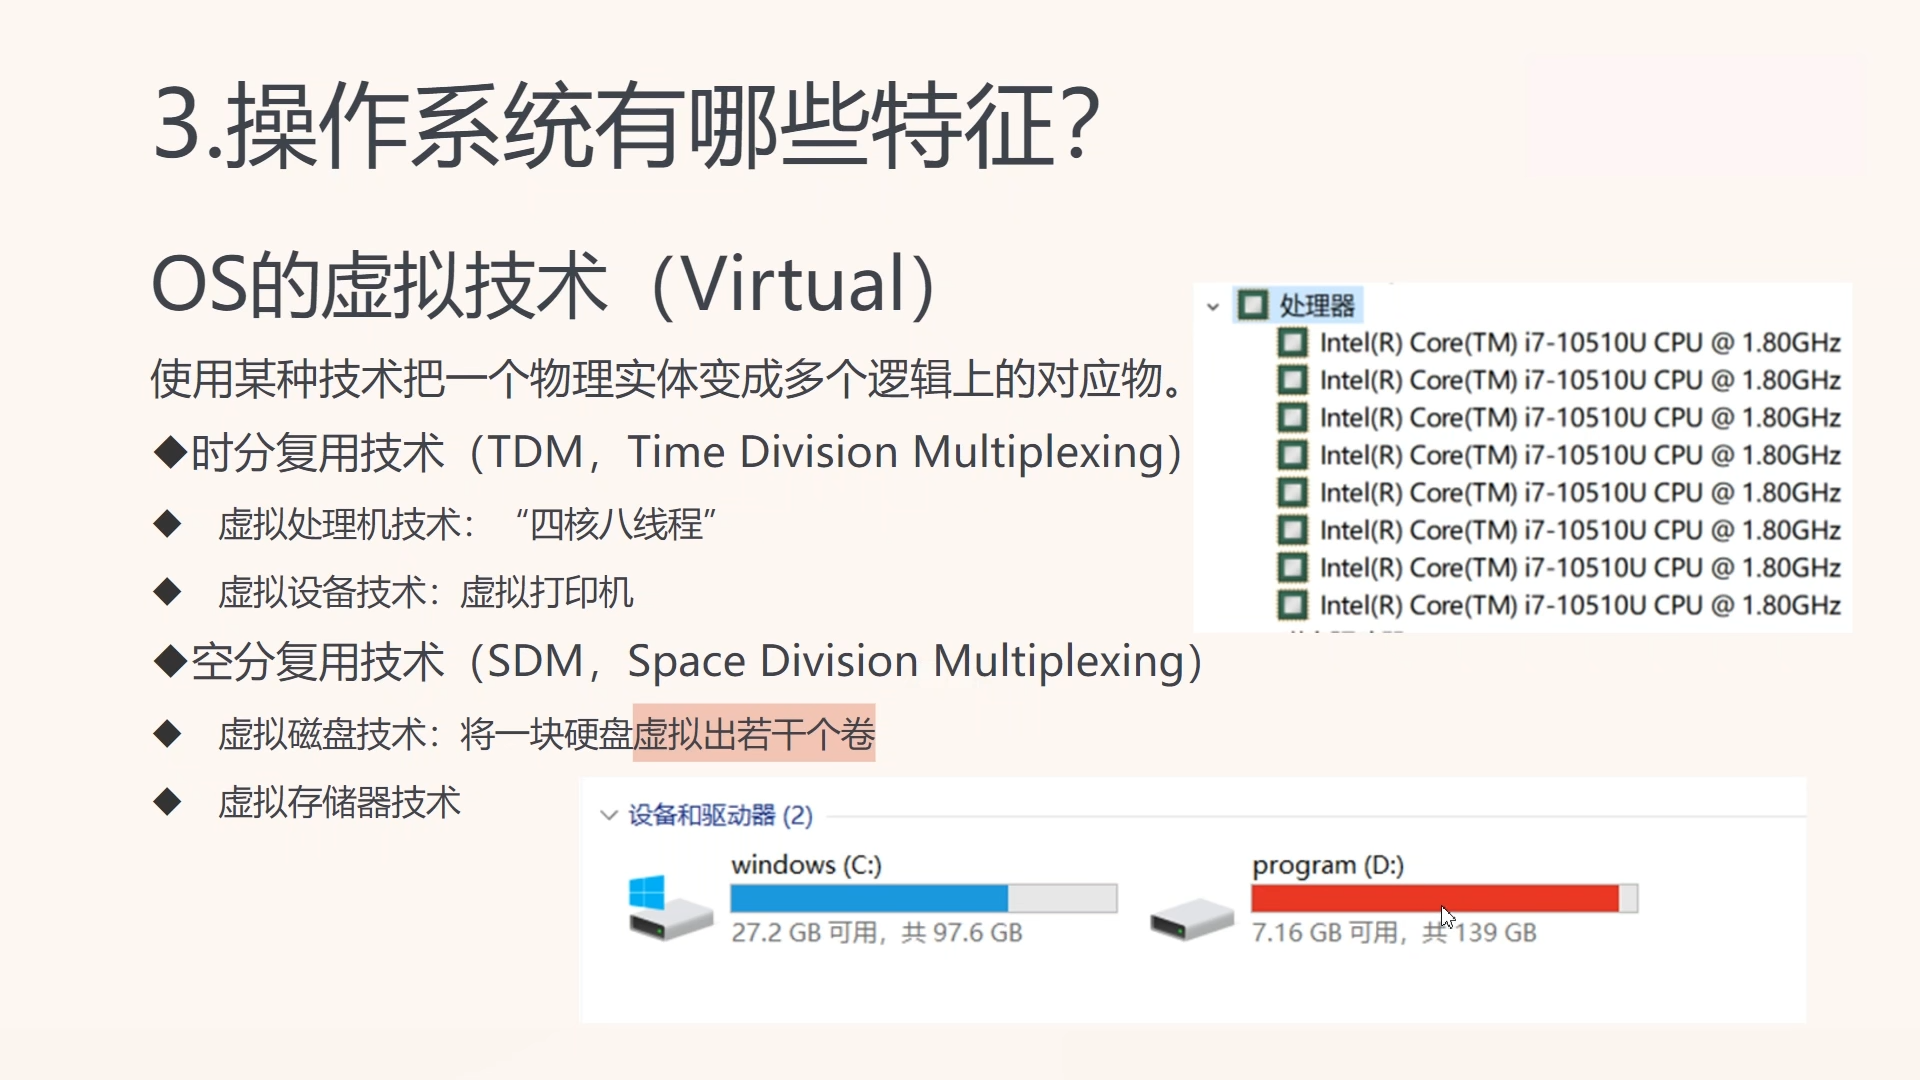 3.操作系统有哪些特征？
OS的虚拟技术（Virtual）
使用某种技术把一个物理实体变成多个逻辑上的对应物。
◆时分复用技术（TDM，Time Division Multiplexing）
◆ 虚拟处理机技术：“四核八线程”
◆ 虚拟设备技术：虚拟打印机
◆空分复用技术（SDM，Space Division Multiplexing）
◆ 虚拟磁盘技术：将一块硬盘虚拟出若干个卷
◆ 虚拟存储器技术
处理器
Intel(R) Core(TM) i7-10510U CPU @ 1.80GHz
Intel(R) Core(TM) i7-10510U CPU @ 1.80GHz
Intel(R) Core(TM) i7-10510U CPU @ 1.80GHz
Intel(R) Core(TM) i7-10510U CPU @ 1.80GHz
Intel(R) Core(TM) i7-10510U CPU @ 1.80GHz
Intel(R) Core(TM) i7-10510U CPU @ 1.80GHz
Intel(R) Core(TM) i7-10510U CPU @ 1.80GHz
Intel(R) Core(TM) i7-10510U CPU @ 1.80GHz
设备和驱动器 (2)
windows (C:)
27.2 GB 可用，共 97.6 GB
program (D:)
7.16 GB 可用，共 139 GB